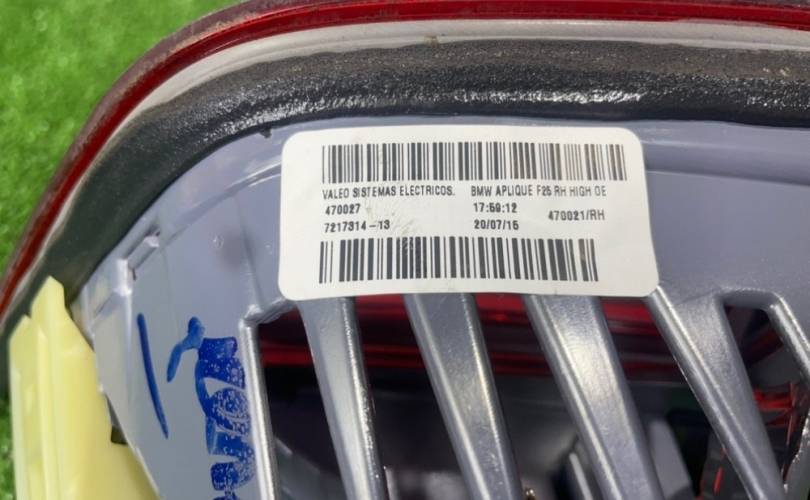 VALEO SISTEMAS ELECTRICOS. BMW APLIQUE F25 RH HIGH OE
470027 17:59:12 470021/RH
7217314-13 20/07/15